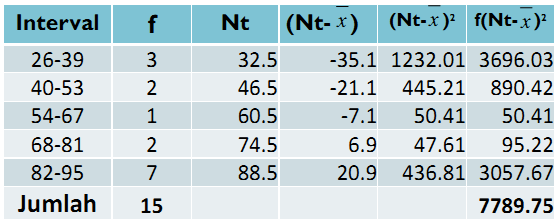 Interval f Nt (Nt-x̅) (Nt-x̅)² f(Nt-x̅)²
26-39 3 32.5 -35.1 1232.01 3696.03
40-53 2 46.5 -21.1 445.21 890.42
54-67 1 60.5 -7.1 50.41 50.41
68-81 2 74.5 6.9 47.61 95.22
82-95 7 88.5 20.9 436.81 3057.67
Jumlah 15 7789.75